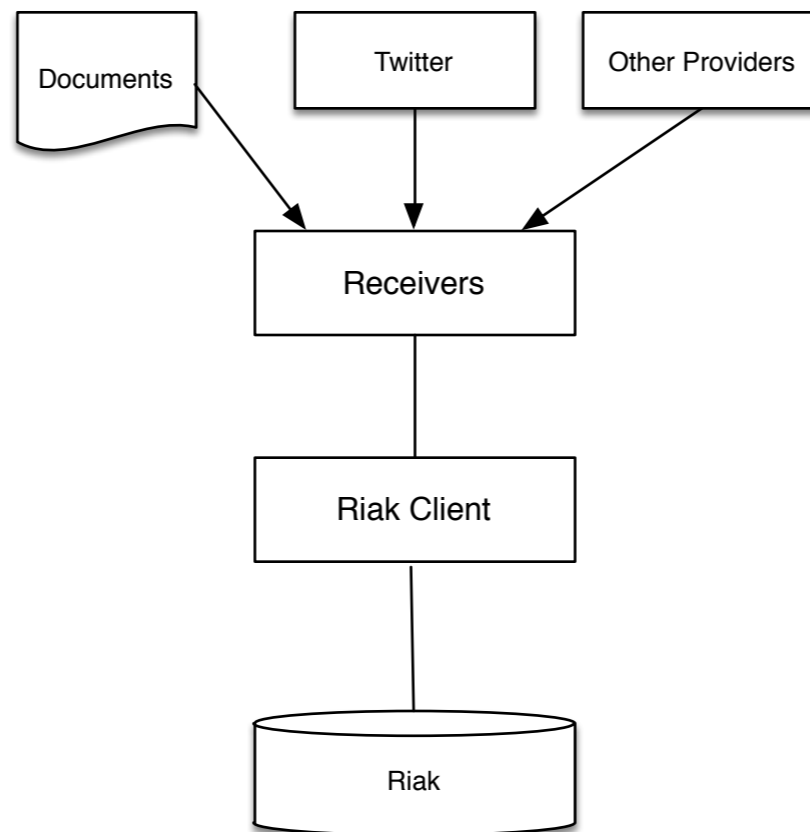 Documents
Twitter
Other Providers
Receivers
Riak Client
Riak